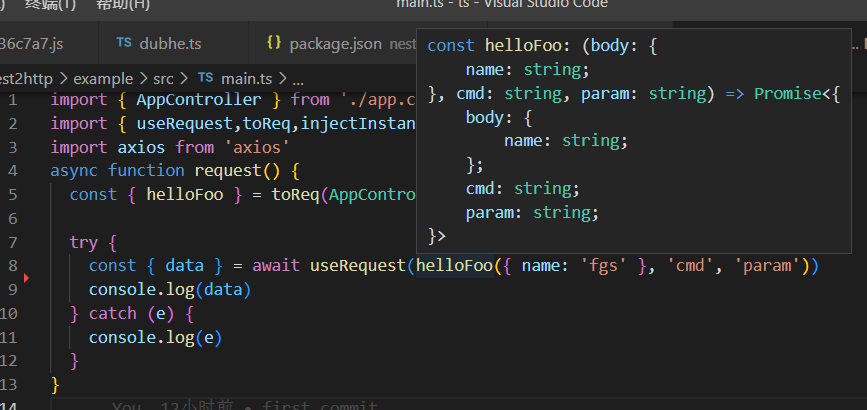 终端(T) 帮助(H) main.ts - ts - Visual Studio Code
36c7a7.js TS dubhe.ts {} package.json nest
est2http > example > src > TS main.ts > ...
const helloFoo: (body: {
name: string;
}, cmd: string, param: string) => Promise<{
body: {
name: string;
};
cmd: string;
param: string;
}>
1 import { AppController } from './app.c
2 import { useRequest,toReq,injectInstan
3 import axios from 'axios'
4 async function request() {
5 const { helloFoo } = toReq(AppContro
6
7 try {
8 const { data } = await useRequest(helloFoo({ name: 'fgs' }, 'cmd', 'param'))
9 console.log(data)
10 } catch (e) {
11 console.log(e)
12 }
13 }
14 You, 12小时前 • first commit